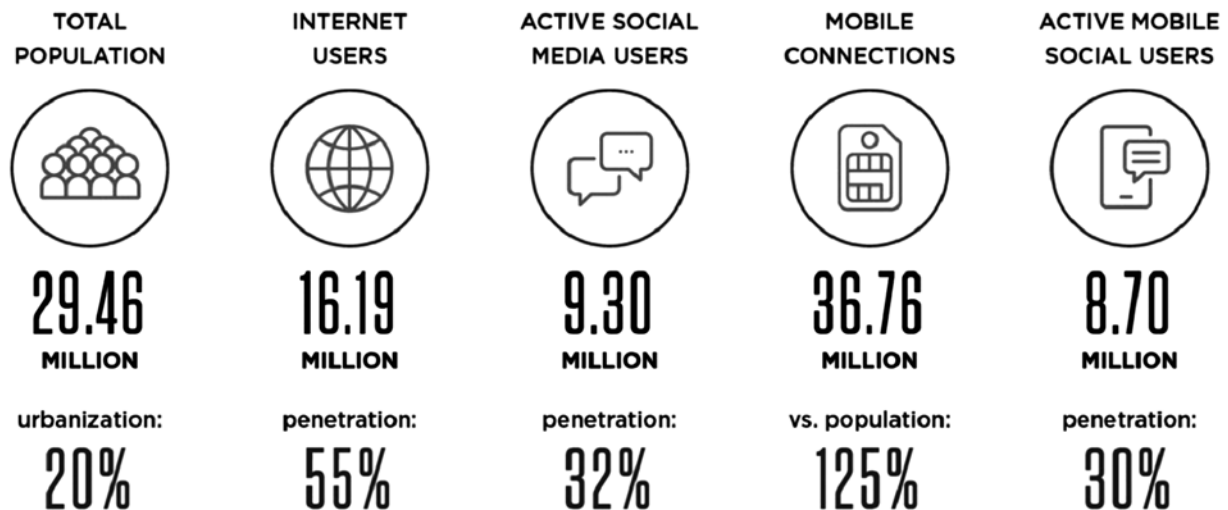 TOTAL
POPULATION
29.46
MILLION
urbanization:
20%
INTERNET
USERS
16.19
MILLION
penetration:
55%
ACTIVE SOCIAL
MEDIA USERS
...
9.30
MILLION
penetration:
32%
MOBILE
CONNECTIONS
36.76
MILLION
vs. population:
125%
ACTIVE MOBILE
SOCIAL USERS
8.70
MILLION
penetration:
30%